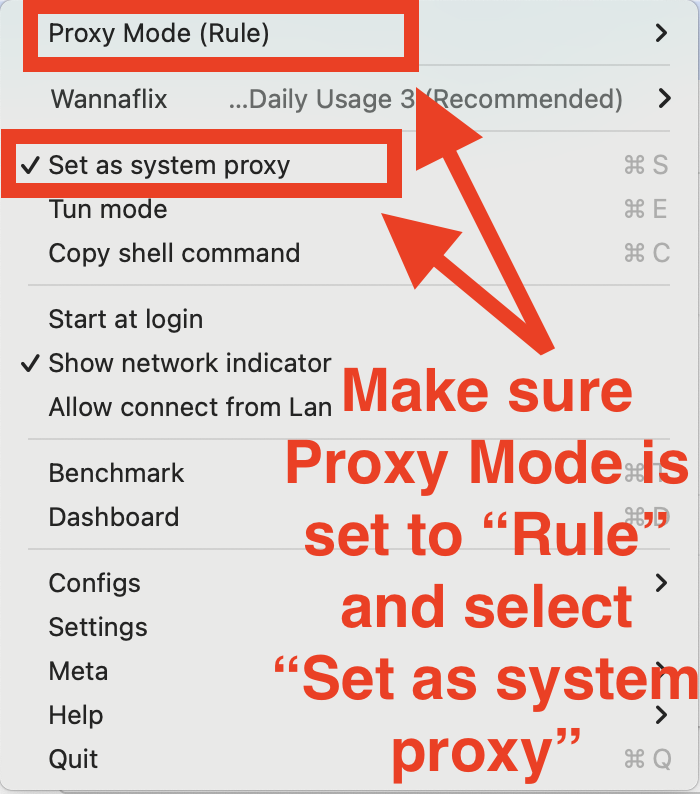 Proxy Mode (Rule)
Wannaflix ...Daily Usage 3 (Recommended)
✓ Set as system proxy ⌘ S
Tun mode ⌘ E
Copy shell command ⌘ C
Start at login
✓ Show network indicator
Allow connect from Lan
Make sure
Proxy Mode is
set to “Rule”
and select
“Set as system
proxy”
Benchmark ⌘ T
Dashboard ⌘ D
Configs
Settings
Meta
Help
Quit ⌘ Q